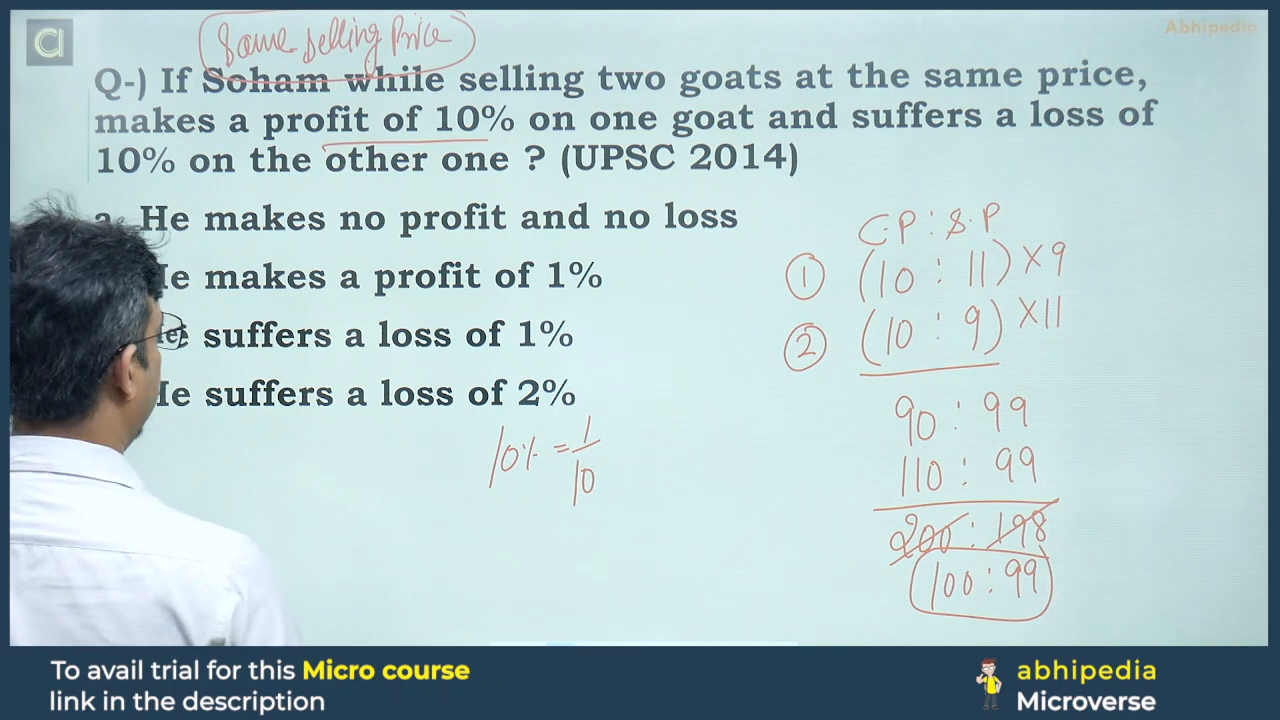 Same selling Price
Abhipedia
Q-) If Soham while selling two goats at the same price,
makes a profit of 10% on one goat and suffers a loss of
10% on the other one ? (UPSC 2014)
a. He makes no profit and no loss
He makes a profit of 1%
He suffers a loss of 1%
He suffers a loss of 2%
C.P : S.P
① (10 : 11) ×9
② (10 : 9) ×11
90 : 99
110 : 99
200 : 198
100 : 99
10% = 1/10
To avail trial for this Micro course
link in the description
abhipedia
Microverse